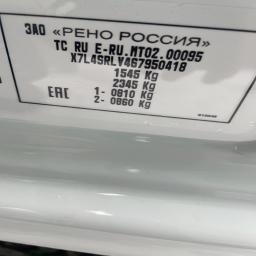 ЗАО «РЕНО РОССИЯ»
TC RU E-RU.MT02.00095
X7L4SRLV467950418
1545 Kg
2345 Kg
1- 0810 Kg
EAC 2- 0860 Kg